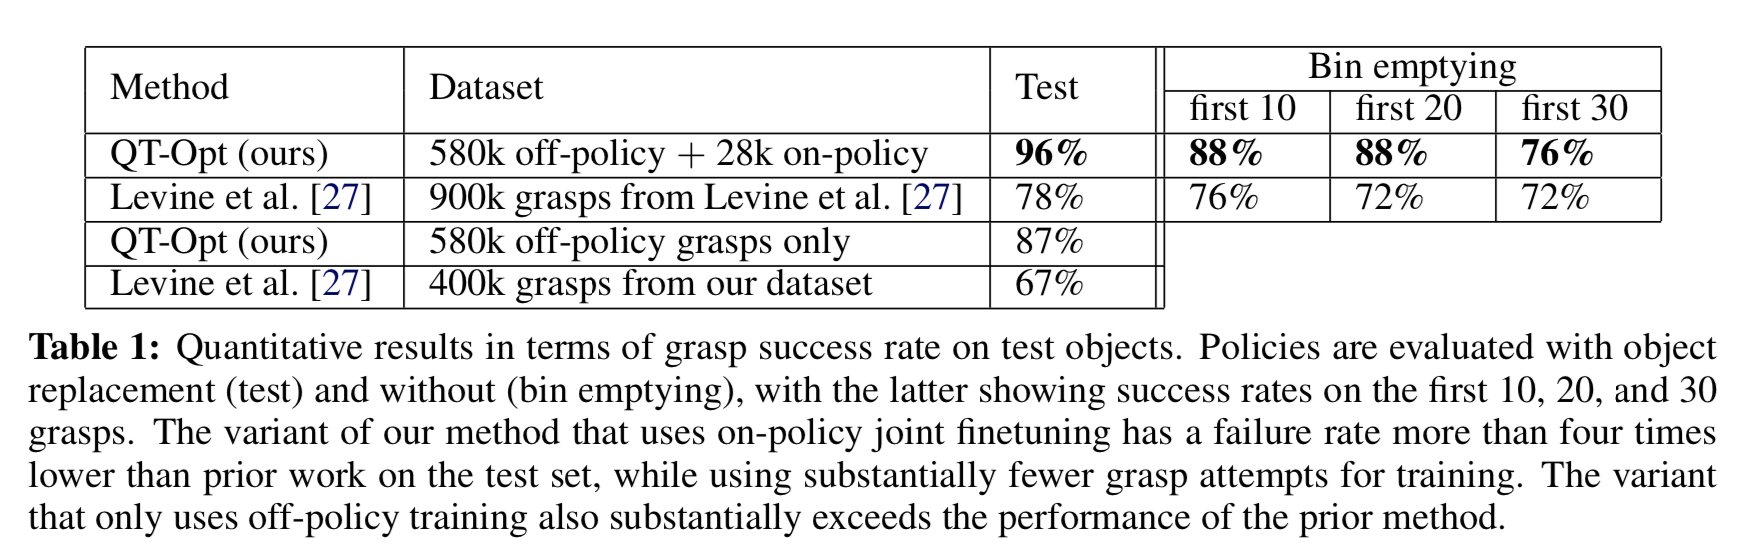 Method Dataset Test Bin emptying
first 10 first 20 first 30
QT-Opt (ours) 580k off-policy + 28k on-policy 96% 88% 88% 76%
Levine et al. [27] 900k grasps from Levine et al. [27] 78% 76% 72% 72%
QT-Opt (ours) 580k off-policy grasps only 87%
Levine et al. [27] 400k grasps from our dataset 67%
Table 1: Quantitative results in terms of grasp success rate on test objects. Policies are evaluated with object
replacement (test) and without (bin emptying), with the latter showing success rates on the first 10, 20, and 30
grasps. The variant of our method that uses on-policy joint finetuning has a failure rate more than four times
lower than prior work on the test set, while using substantially fewer grasp attempts for training. The variant
that only uses off-policy training also substantially exceeds the performance of the prior method.